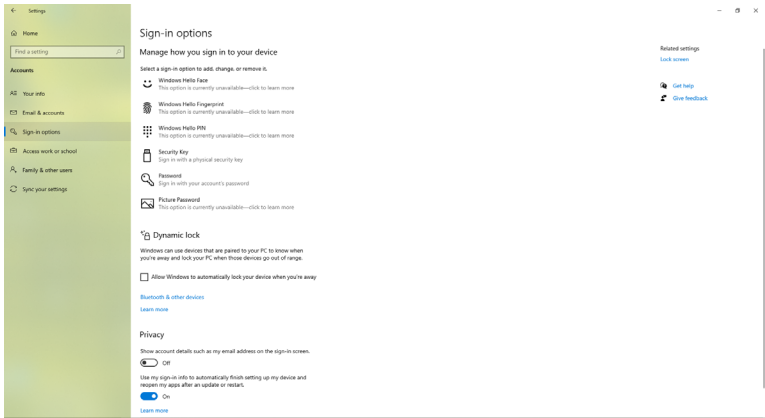 Settings
Home
Find a setting
Accounts
Your info
Email & accounts
Sign-in options
Access work or school
Family & other users
Sync your settings
Sign-in options
Manage how you sign in to your device
Select a sign-in option to add, change, or remove it.
Windows Hello Face
This option is currently unavailable—click to learn more
Windows Hello Fingerprint
This option is currently unavailable—click to learn more
Windows Hello PIN
This option is currently unavailable—click to learn more
Security Key
Sign in with a physical security key
Password
Sign in with your account's password
Picture Password
This option is currently unavailable—click to learn more
Dynamic lock
Windows can use devices that are paired to your PC to know when
you're away and lock your PC when those devices go out of range.
Allow Windows to automatically lock your device when you're away
Bluetooth & other devices
Learn more
Privacy
Show account details such as my email address on the sign-in screen.
Off
Use my sign-in info to automatically finish setting up my device and
reopen my apps after an update or restart.
On
Learn more
Related settings
Lock screen
Get help
Give feedback